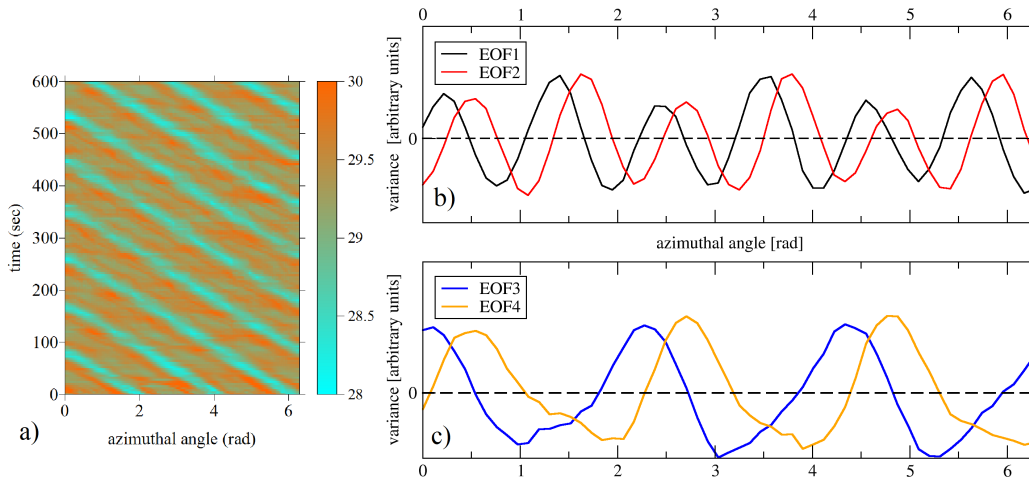 600
500
400
300
200
100
0
time (sec)
0
2
4
6
azimuthal angle (rad)
a)
30
29.5
29
28.5
28
0
1
2
3
4
5
6
EOF1
EOF2
variance [arbitrary units]
0
b)
azimuthal angle [rad]
EOF3
EOF4
variance [arbitrary units]
0
c)
0
1
2
3
4
5
6